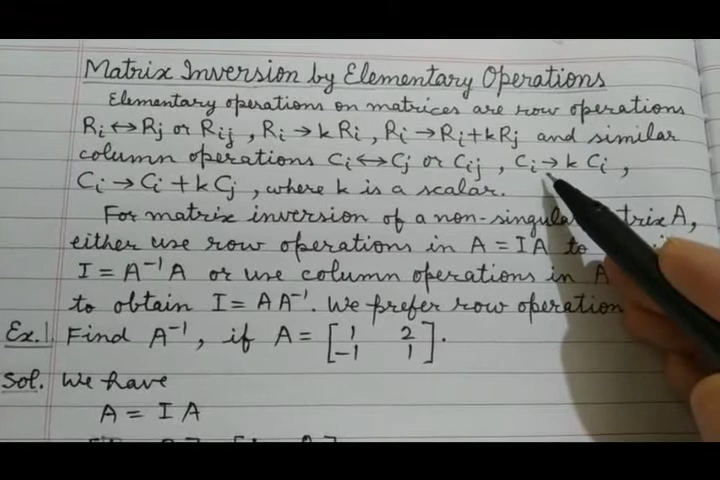 Matrix Inversion by Elementary Operations
Elementary operations on matrices are row operations
Ri↔Rj or Rij, Ri→kRi, Ri→Ri+kRj and similar
column operations Ci↔Cj or Cij, Ci→k Ci,
Ci→Ci+kCj, where k is a scalar.
For matrix inversion of a non-singular A,
either use row operations in A = IA to
I = A⁻¹A or use column operations in A
to obtain I = AA⁻¹. We prefer row operation
Ex.1 Find A⁻¹, if A = [1 2
-1 1].
Sol. We have
A = IA